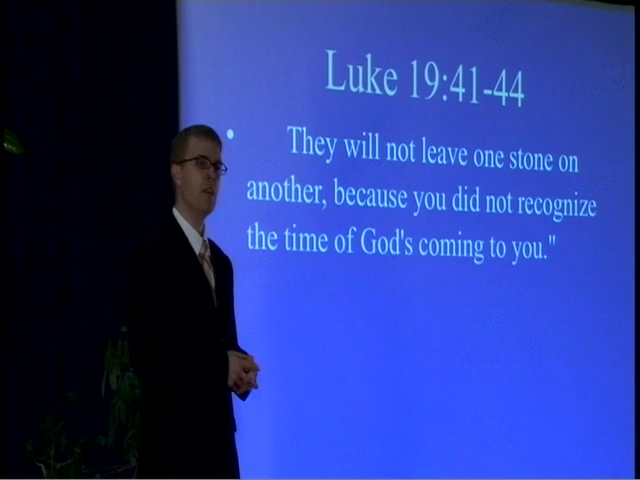 Luke 19:41-44
• They will not leave one stone on
another, because you did not recognize
the time of God's coming to you."